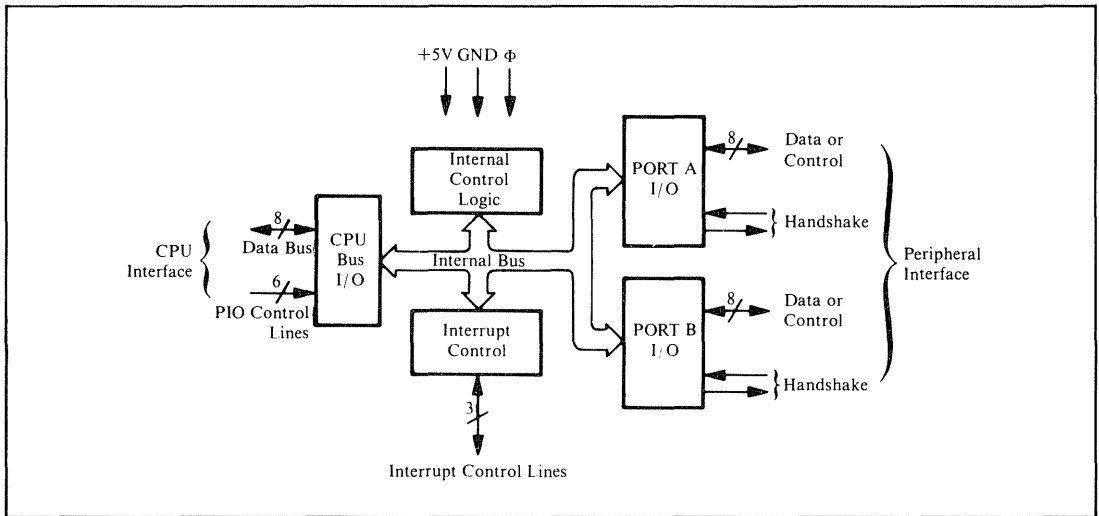 +5V GND Φ
Internal
Control
Logic
CPU
Interface
8
Data Bus
6
PIO Control
Lines
CPU
Bus
I/O
Internal Bus
Interrupt
Control
3
Interrupt Control Lines
PORT A
I/O
8
Data or
Control
Handshake
PORT B
I/O
8
Data or
Control
Handshake
Peripheral
Interface